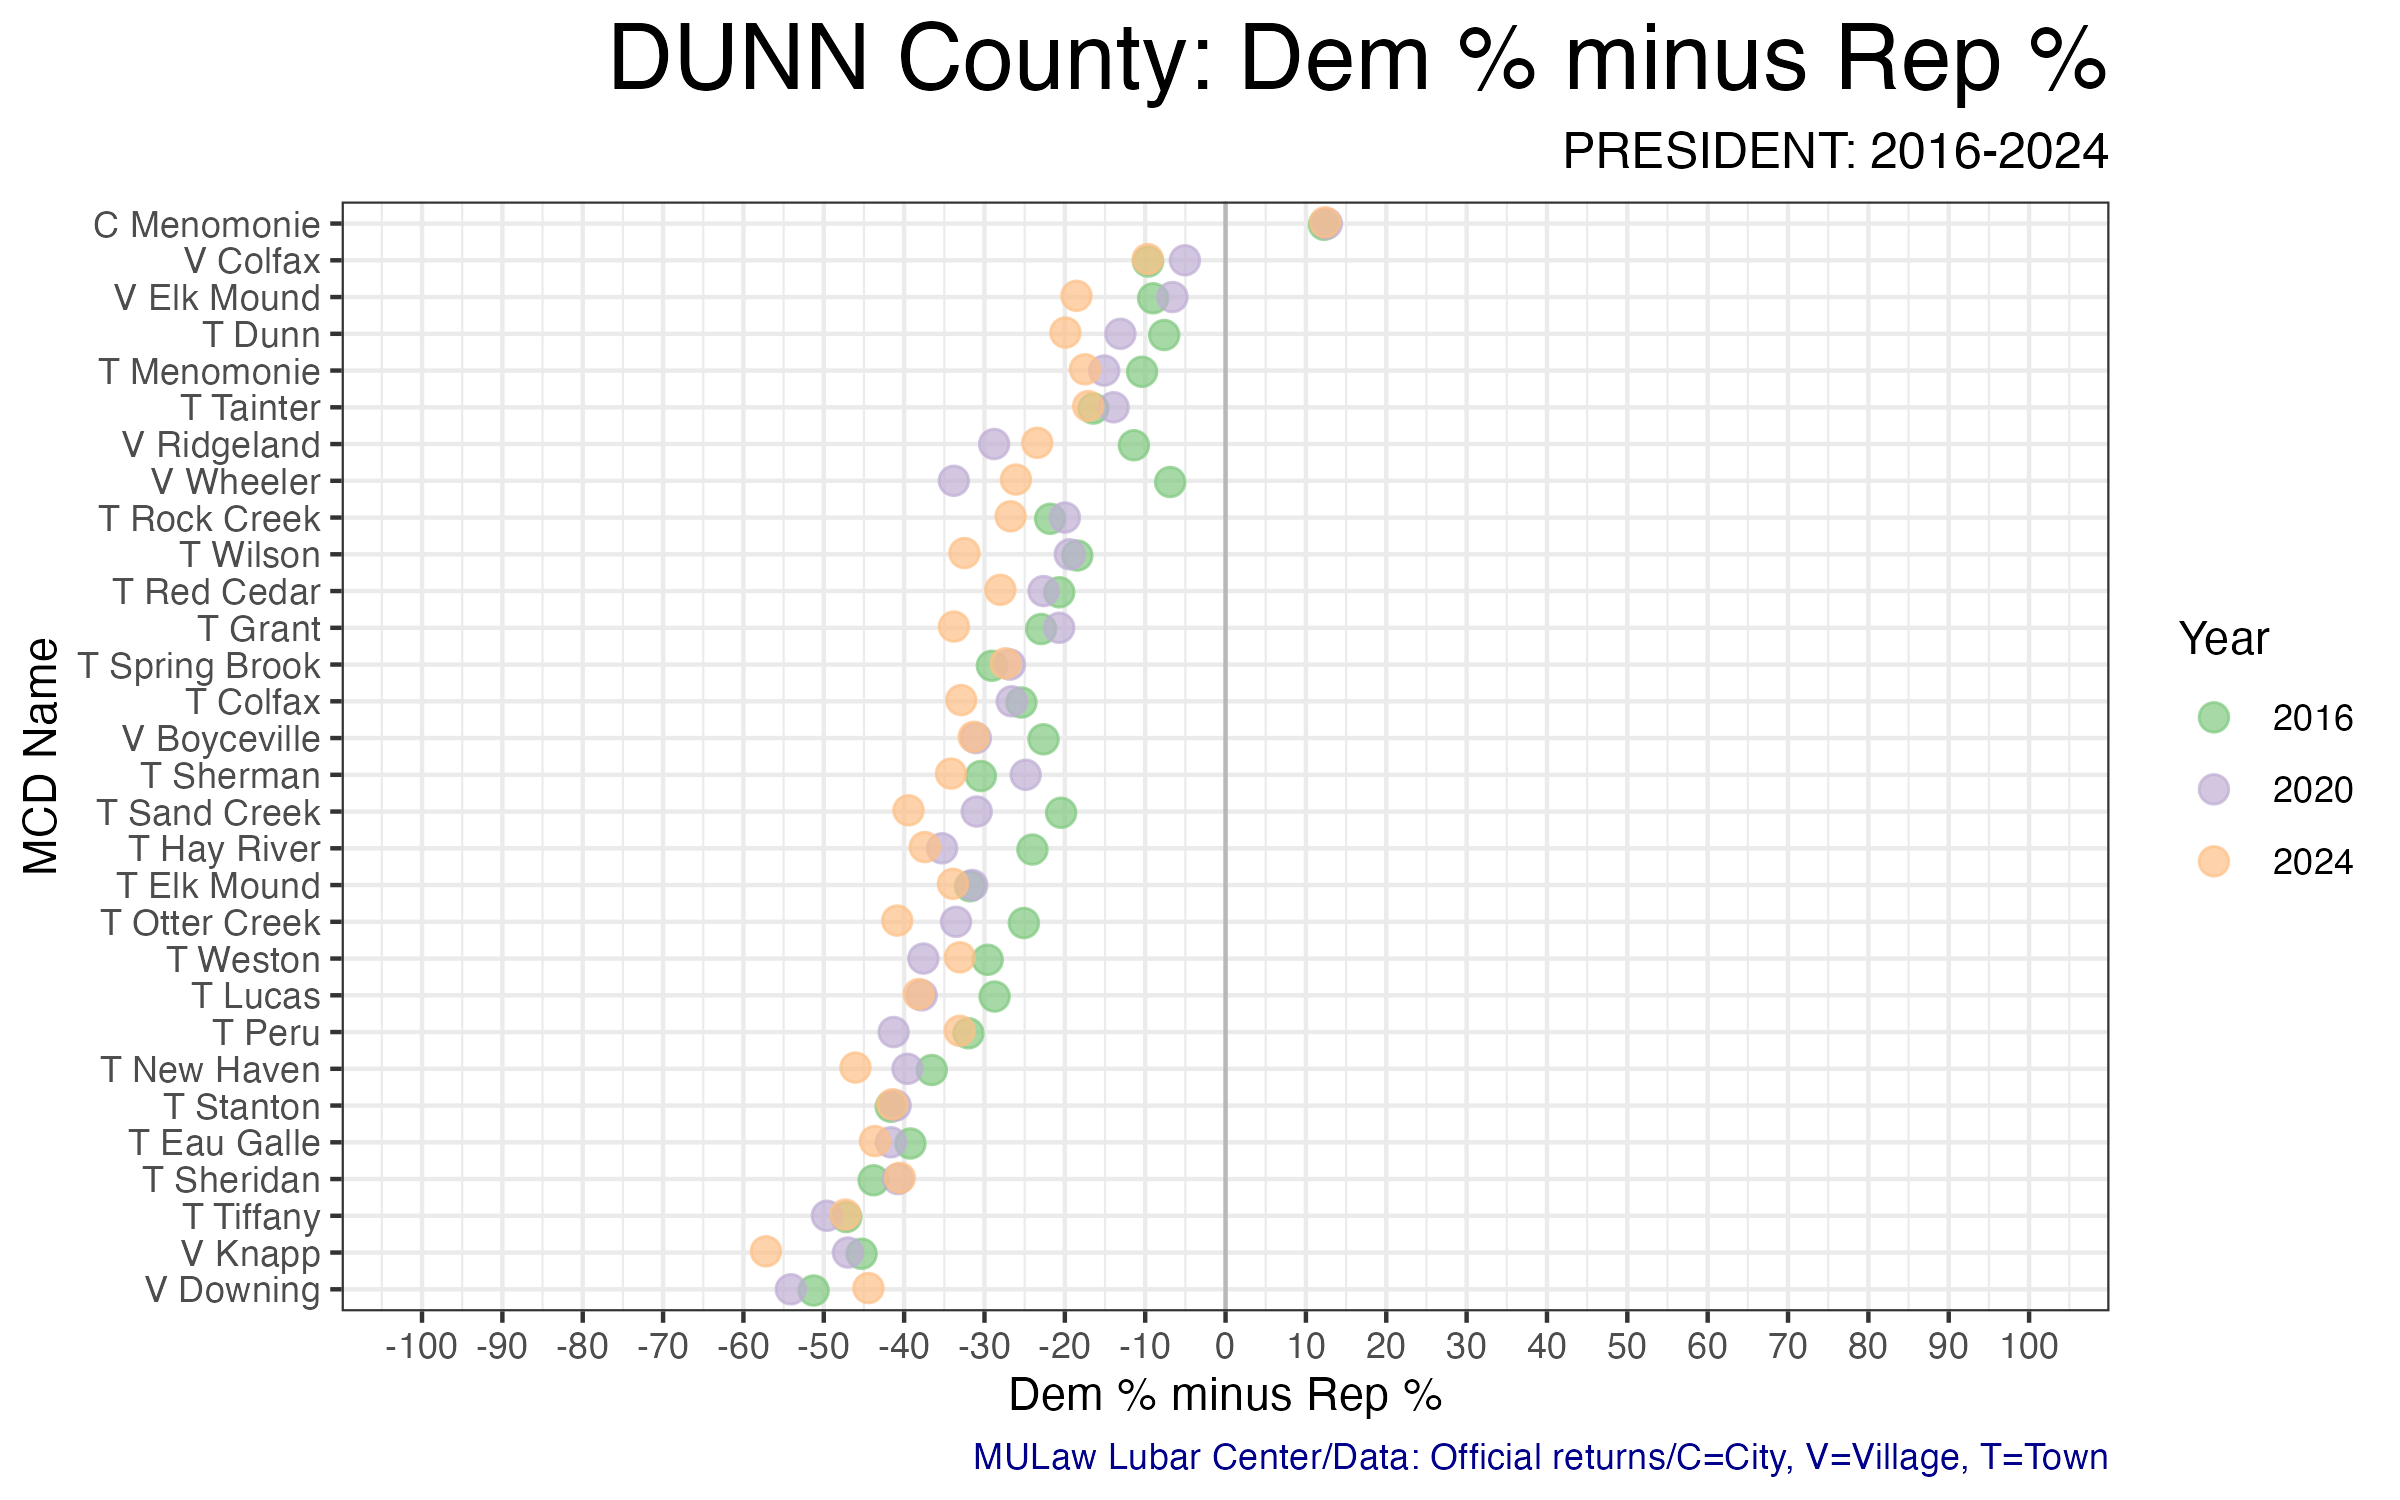 DUNN County: Dem % minus Rep %
PRESIDENT: 2016-2024
MCD Name
C Menomonie
V Colfax
V Elk Mound
T Dunn
T Menomonie
T Tainter
V Ridgeland
V Wheeler
T Rock Creek
T Wilson
T Red Cedar
T Grant
T Spring Brook
T Colfax
V Boyceville
T Sherman
T Sand Creek
T Hay River
T Elk Mound
T Otter Creek
T Weston
T Lucas
T Peru
T New Haven
T Stanton
T Eau Galle
T Sheridan
T Tiffany
V Knapp
V Downing
-100 -90 -80 -70 -60 -50 -40 -30 -20 -10 0 10 20 30 40 50 60 70 80 90 100
Dem % minus Rep %
Year
2016
2020
2024
MULaw Lubar Center/Data: Official returns/C=City, V=Village, T=Town